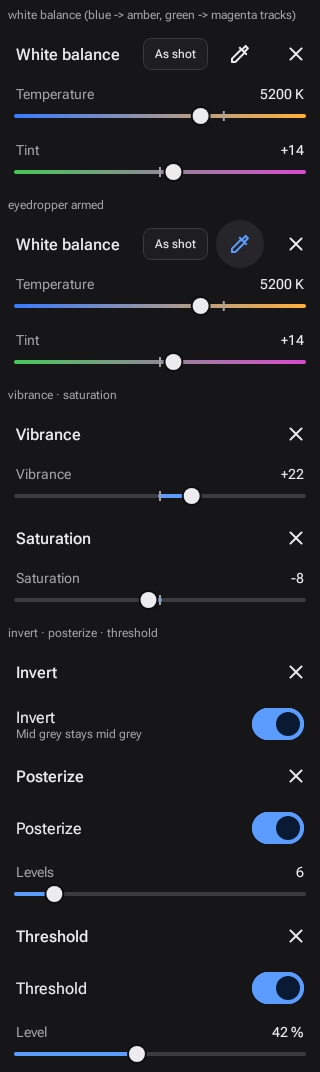 white balance (blue -> amber, green -> magenta tracks)
White balance As shot
Temperature 5200 K
Tint +14
eyedropper armed
White balance As shot
Temperature 5200 K
Tint +14
vibrance · saturation
Vibrance
Vibrance +22
Saturation
Saturation -8
invert · posterize · threshold
Invert
Invert
Mid grey stays mid grey
Posterize
Posterize
Levels 6
Threshold
Threshold
Level 42 %